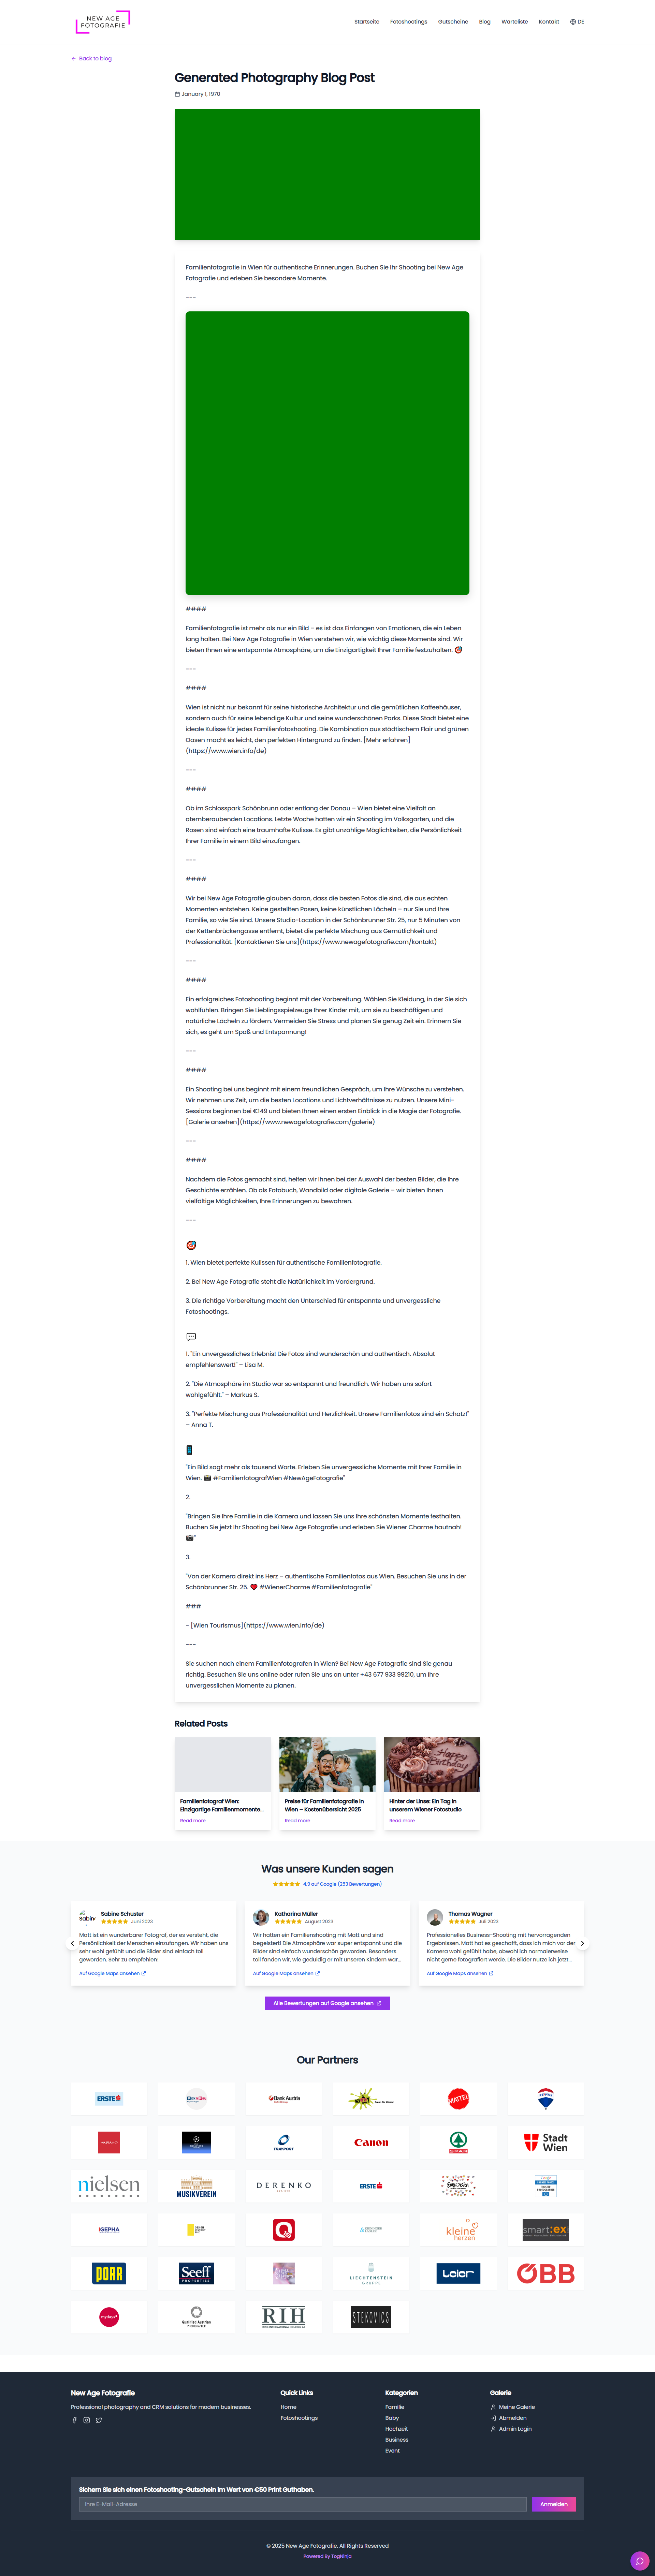 NEW AGE
FOTOGRAFIE
Startseite
Fotoshootings
Gutscheine
Blog
Warteliste
Kontakt
DE
Back to blog
Generated Photography Blog Post
January 1, 1970
Familienfotografie in Wien für authentische Erinnerungen. Buchen Sie Ihr Shooting bei New Age
Fotografie und erleben Sie besondere Momente.
---
####
Familienfotografie ist mehr als nur ein Bild – es ist das Einfangen von Emotionen, die ein Leben
lang halten. Bei New Age Fotografie in Wien verstehen wir, wie wichtig diese Momente sind. Wir
bieten Ihnen eine entspannte Atmosphäre, um die Einzigartigkeit Ihrer Familie festzuhalten. 🎯
---
####
Wien ist nicht nur bekannt für seine historische Architektur und die gemütlichen Kaffeehäuser,
sondern auch für seine lebendige Kultur und seine wunderschönen Parks. Diese Stadt bietet eine
ideale Kulisse für jedes Familienfotoshooting. Die Kombination aus städtischem Flair und grünen
Oasen macht es leicht, den perfekten Hintergrund zu finden. [Mehr erfahren]
(https://www.wien.info/de)
---
####
Ob im Schlosspark Schönbrunn oder entlang der Donau – Wien bietet eine Vielfalt an
atemberaubenden Locations. Letzte Woche hatten wir ein Shooting im Volksgarten, und die
Rosen sind einfach eine traumhafte Kulisse. Es gibt unzählige Möglichkeiten, die Persönlichkeit
Ihrer Familie in einem Bild einzufangen.
---
####
Wir bei New Age Fotografie glauben daran, dass die besten Fotos die sind, die aus echten
Momenten entstehen. Keine gestellten Posen, keine künstlichen Lächeln – nur Sie und Ihre
Familie, so wie Sie sind. Unsere Studio-Location in der Schönbrunner Str. 25, nur 5 Minuten von
der Kettenbrückengasse entfernt, bietet die perfekte Mischung aus Gemütlichkeit und
Professionalität. [Kontaktieren Sie uns](https://www.newagefotografie.com/kontakt)
---
####
Ein erfolgreiches Fotoshooting beginnt mit der Vorbereitung. Wählen Sie Kleidung, in der Sie sich
wohlfühlen. Bringen Sie Lieblingsspielzeuge Ihrer Kinder mit, um sie zu beschäftigen und
natürliche Lächeln zu fördern. Vermeiden Sie Stress und planen Sie genug Zeit ein. Erinnern Sie
sich, es geht um Spaß und Entspannung!
---
####
Ein Shooting bei uns beginnt mit einem freundlichen Gespräch, um Ihre Wünsche zu verstehen.
Wir nehmen uns Zeit, um die besten Locations und Lichtverhältnisse zu nutzen. Unsere Mini-
Sessions beginnen bei €149 und bieten Ihnen einen ersten Einblick in die Magie der Fotografie.
[Galerie ansehen](https://www.newagefotografie.com/galerie)
---
####
Nachdem die Fotos gemacht sind, helfen wir Ihnen bei der Auswahl der besten Bilder, die Ihre
Geschichte erzählen. Ob als Fotobuch, Wandbild oder digitale Galerie – wir bieten Ihnen
vielfältige Möglichkeiten, Ihre Erinnerungen zu bewahren.
---
🎯
1. Wien bietet perfekte Kulissen für authentische Familienfotografie.
2. Bei New Age Fotografie steht die Natürlichkeit im Vordergrund.
3. Die richtige Vorbereitung macht den Unterschied für entspannte und unvergessliche
Fotoshootings.
💬
1. "Ein unvergessliches Erlebnis! Die Fotos sind wunderschön und authentisch. Absolut
empfehlenswert!" – Lisa M.
2. "Die Atmosphäre im Studio war so entspannt und freundlich. Wir haben uns sofort
wohlgefühlt." – Markus S.
3. "Perfekte Mischung aus Professionalität und Herzlichkeit. Unsere Familienfotos sind ein Schatz!"
– Anna T.
📱
"Ein Bild sagt mehr als tausend Worte. Erleben Sie unvergessliche Momente mit Ihrer Familie in
Wien. 📷 #FamilienfotografWien #NewAgeFotografie"
2.
"Bringen Sie Ihre Familie in die Kamera und lassen Sie uns Ihre schönsten Momente festhalten.
Buchen Sie jetzt Ihr Shooting bei New Age Fotografie und erleben Sie Wiener Charme hautnah!
📷"
3.
"Von der Kamera direkt ins Herz – authentische Familienfotos aus Wien. Besuchen Sie uns in der
Schönbrunner Str. 25. ❤️ #WienerCharme #Familienfotografie"
###
- [Wien Tourismus](https://www.wien.info/de)
---
Sie suchen nach einem Familienfotografen in Wien? Bei New Age Fotografie sind Sie genau
richtig. Besuchen Sie uns online oder rufen Sie uns an unter +43 677 933 99210, um Ihre
unvergesslichen Momente zu planen.
Related Posts
Familienfotograf Wien:
Einzigartige Familienmomente...
Read more
Preise für Familienfotografie in
Wien – Kostenübersicht 2025
Read more
Happy Birthday
Hinter der Linse: Ein Tag in
unserem Wiener Fotostudio
Read more
Was unsere Kunden sagen
4.9 auf Google (253 Bewertungen)
Sabine Schuster
Juni 2023
Matt ist ein wunderbarer Fotograf, der es versteht, die
Persönlichkeit der Menschen einzufangen. Wir haben uns
sehr wohl gefühlt und die Bilder sind einfach toll
geworden. Sehr zu empfehlen!
Auf Google Maps ansehen
Katharina Müller
August 2023
Wir hatten ein Familienshooting mit Matt und sind
begeistert! Die Atmosphäre war super entspannt und die
Bilder sind einfach wunderschön geworden. Besonders
toll fanden wir, wie geduldig er mit unseren Kindern war...
Auf Google Maps ansehen
Thomas Wagner
Juli 2023
Professionelles Business-Shooting mit hervorragenden
Ergebnissen. Matt hat es geschafft, dass ich mich vor der
Kamera wohl gefühlt habe, obwohl ich normalerweise
nicht gerne fotografiert werde. Die Bilder nutze ich jetzt...
Auf Google Maps ansehen
Alle Bewertungen auf Google ansehen
Our Partners
ERSTE
Bank Austria
MATTEL
RE/MAX
TRAYPORT
Canon
SPAR
Stadt
Wien
nielsen
MUSIKVEREIN
DERENKO
ERSTE
Eurovision
GEPHA
kleine
herzen
smart:ex
PORR
Seeff
PROPERTIES
LIECHTENSTEIN
GRUPPE
Leier
ÖBB
mydays
RIH
STEKOVICS
New Age Fotografie
Professional photography and CRM solutions for modern businesses.
Quick Links
Home
Fotoshootings
Kategorien
Familie
Baby
Hochzeit
Business
Event
Galerie
Meine Galerie
Abmelden
Admin Login
Sichern Sie sich einen Fotoshooting-Gutschein im Wert von €50 Print Guthaben.
Ihre E-Mail-Adresse
Anmelden
© 2025 New Age Fotografie. All Rights Reserved
Powered By TogNinja